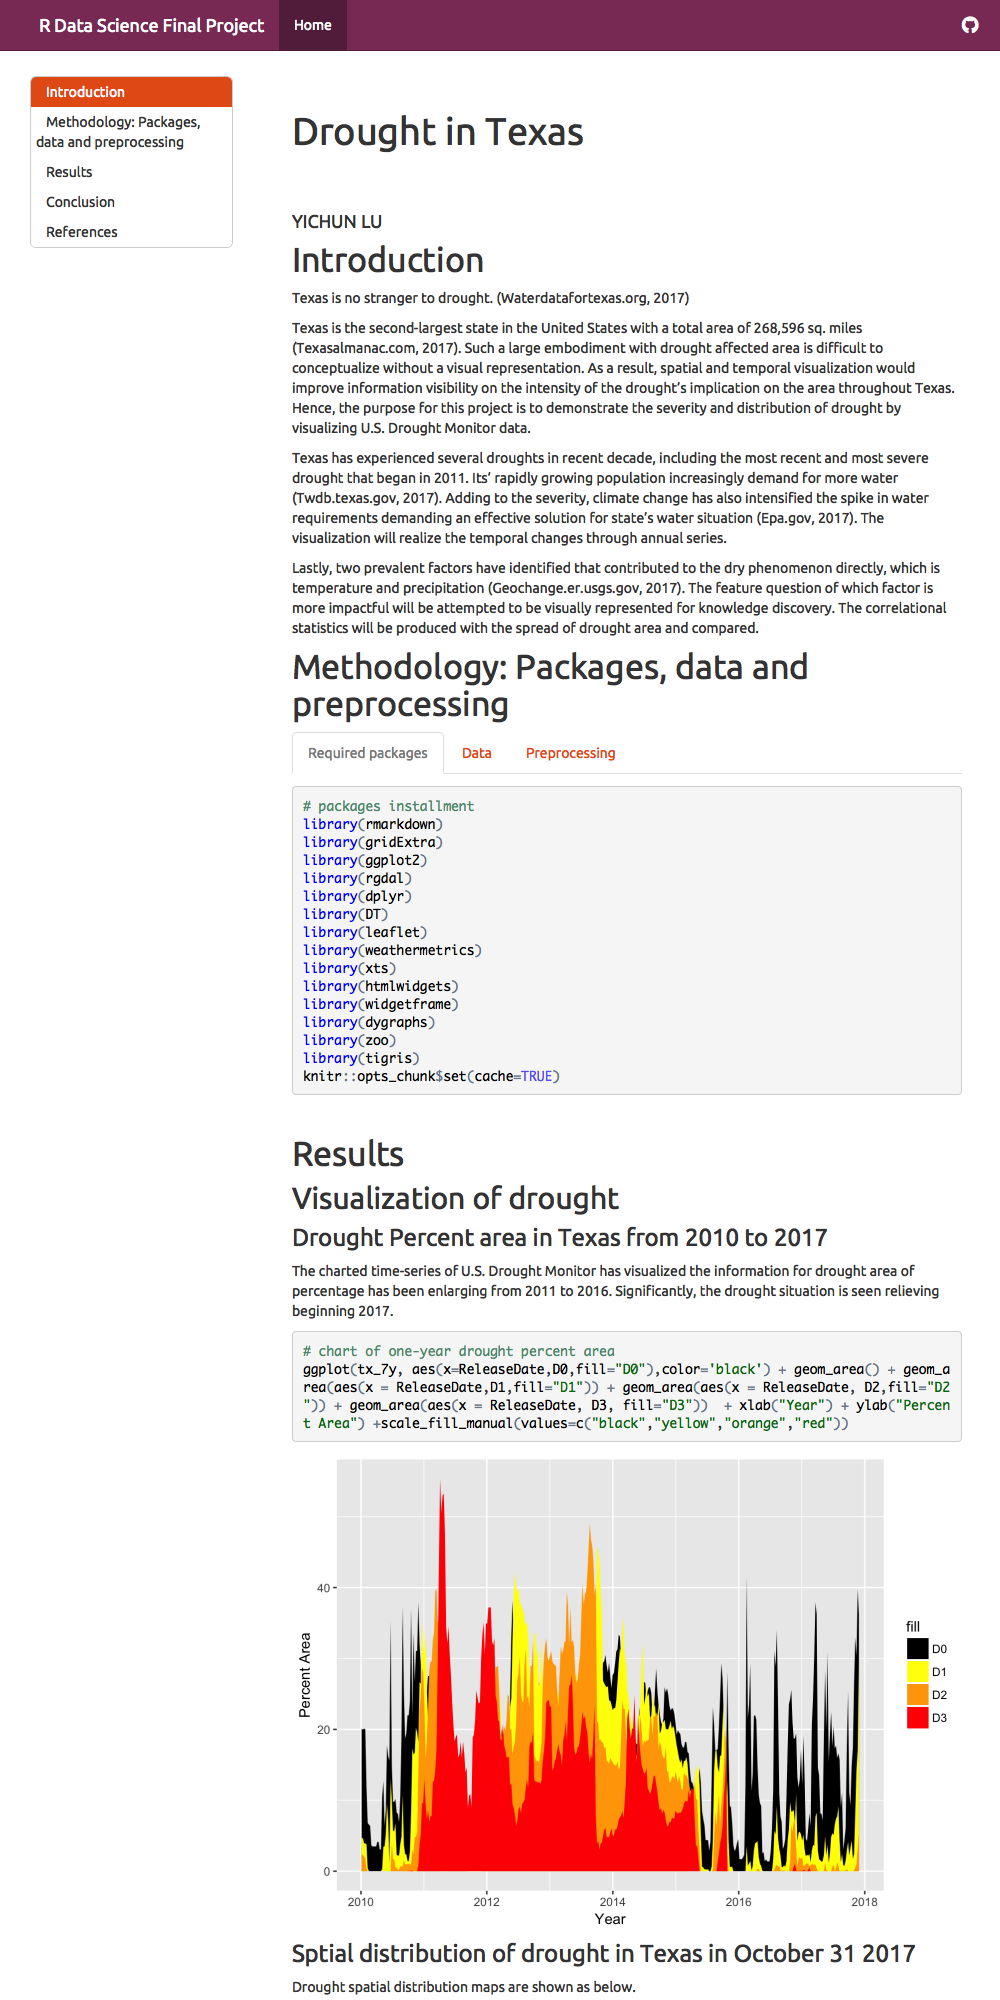 R Data Science Final Project
Home
Introduction
Methodology: Packages,
data and preprocessing
Results
Conclusion
References
Drought in Texas
YICHUN LU
Introduction
Texas is no stranger to drought. (Waterdatafortexas.org, 2017)
Texas is the second-largest state in the United States with a total area of 268,596 sq. miles
(Texasalmanac.com, 2017). Such a large embodiment with drought affected area is difficult to
conceptualize without a visual representation. As a result, spatial and temporal visualization would
improve information visibility on the intensity of the drought's implication on the area throughout Texas.
Hence, the purpose for this project is to demonstrate the severity and distribution of drought by
visualizing U.S. Drought Monitor data.
Texas has experienced several droughts in recent decade, including the most recent and most severe
drought that began in 2011. Its' rapidly growing population increasingly demand for more water
(Twdb.texas.gov, 2017). Adding to the severity, climate change has also intensified the spike in water
requirements demanding an effective solution for state's water situation (Epa.gov, 2017). The
visualization will realize the temporal changes through annual series.
Lastly, two prevalent factors have identified that contributed to the dry phenomenon directly, which is
temperature and precipitation (Geochange.er.usgs.gov, 2017). The feature question of which factor is
more impactful will be attempted to be visually represented for knowledge discovery. The correlational
statistics will be produced with the spread of drought area and compared.
Methodology: Packages, data and
preprocessing
Required packages
Data
Preprocessing
# packages installment
library(rmarkdown)
library(gridExtra)
library(ggplot2)
library(rgdal)
library(dplyr)
library(DT)
library(leaflet)
library(weathermetrics)
library(xts)
library(htmlwidgets)
library(widgetframe)
library(dygraphs)
library(zoo)
library(tigris)
knitr::opts_chunk$set(cache=TRUE)
Results
Visualization of drought
Drought Percent area in Texas from 2010 to 2017
The charted time-series of U.S. Drought Monitor has visualized the information for drought area of
percentage has been enlarging from 2011 to 2016. Significantly, the drought situation is seen relieving
beginning 2017.
# chart of one-year drought percent area
ggplot(tx_7y, aes(x=ReleaseDate,D0,fill="D0"),color='black') + geom_area() + geom_a
rea(aes(x = ReleaseDate,D1,fill="D1")) + geom_area(aes(x = ReleaseDate, D2,fill="D2
")) + geom_area(aes(x = ReleaseDate, D3, fill="D3"))  + xlab("Year") + ylab("Percen
t Area") +scale_fill_manual(values=c("black","yellow","orange","red"))
Percent Area
40
20
0
2010
2012
2014
2016
2018
Year
fill
D0
D1
D2
D3
Sptial distribution of drought in Texas in October 31 2017
Drought spatial distribution maps are shown as below.